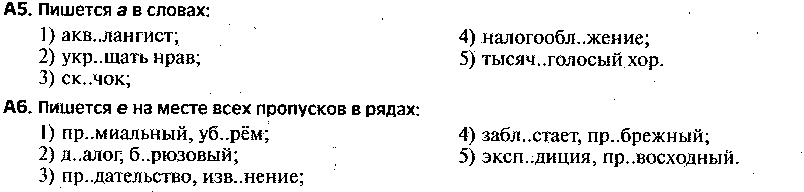 А5. Пишется а в словах:
1) акв..лангист;
2) укр..щать нрав;
3) ск..чок;
4) налогообл..жение;
5) тысяч..голосый хор.
А6. Пишется е на месте всех пропусков в рядах:
1) пр..миальный, уб..рём;
2) д..алог, б..рюзовый;
3) пр..дательство, изв..нение;
4) забл..стает, пр..брежный;
5) эксп..диция, пр..восходный.